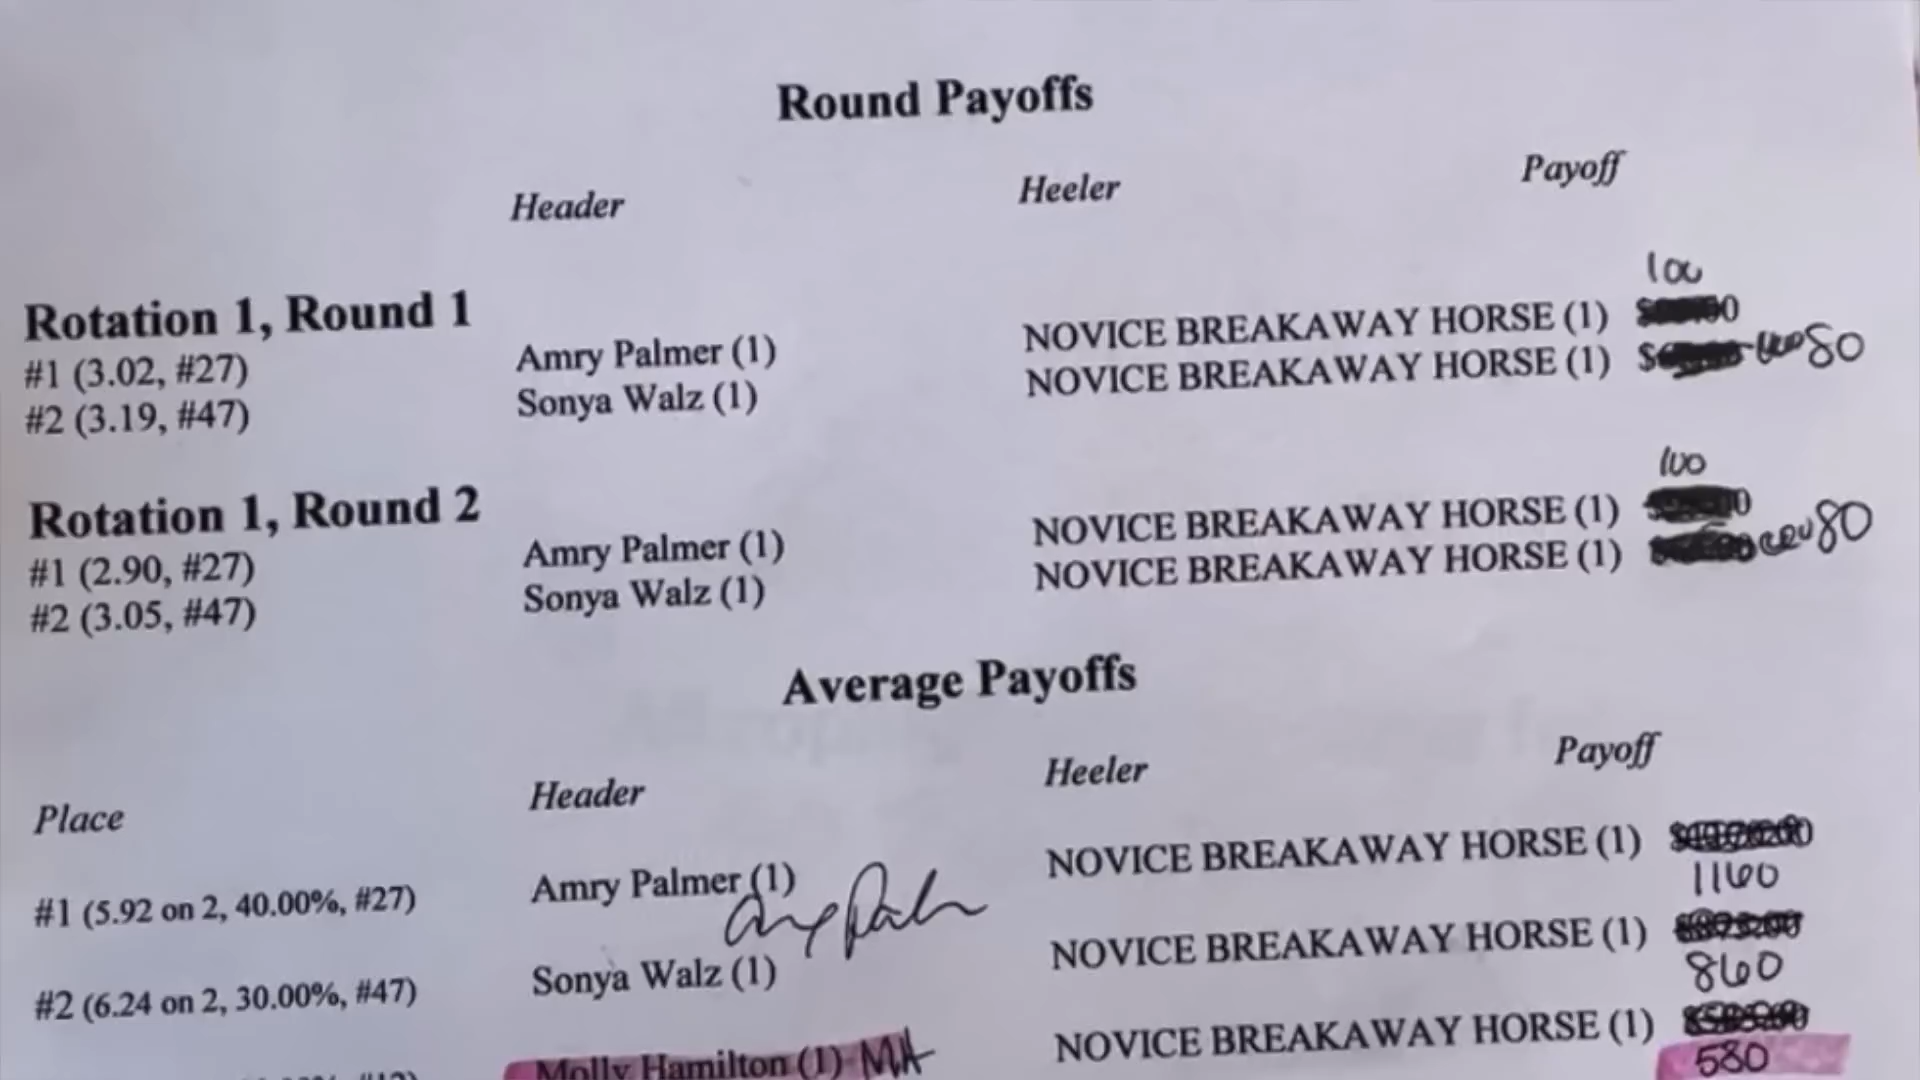 Round Payoffs
Header Heeler Payoff
100
Rotation 1, Round 1
#1 (3.02, #27) Amry Palmer (1) NOVICE BREAKAWAY HORSE (1)
#2 (3.19, #47) Sonya Walz (1) NOVICE BREAKAWAY HORSE (1) 80
100
Rotation 1, Round 2
#1 (2.90, #27) Amry Palmer (1) NOVICE BREAKAWAY HORSE (1)
#2 (3.05, #47) Sonya Walz (1) NOVICE BREAKAWAY HORSE (1) 80
Average Payoffs
Place Header Heeler Payoff
#1 (5.92 on 2, 40.00%, #27) Amry Palmer (1) NOVICE BREAKAWAY HORSE (1)
1160
#2 (6.24 on 2, 30.00%, #47) Sonya Walz (1) NOVICE BREAKAWAY HORSE (1)
860
Molly Hamilton (1) MH NOVICE BREAKAWAY HORSE (1)
580